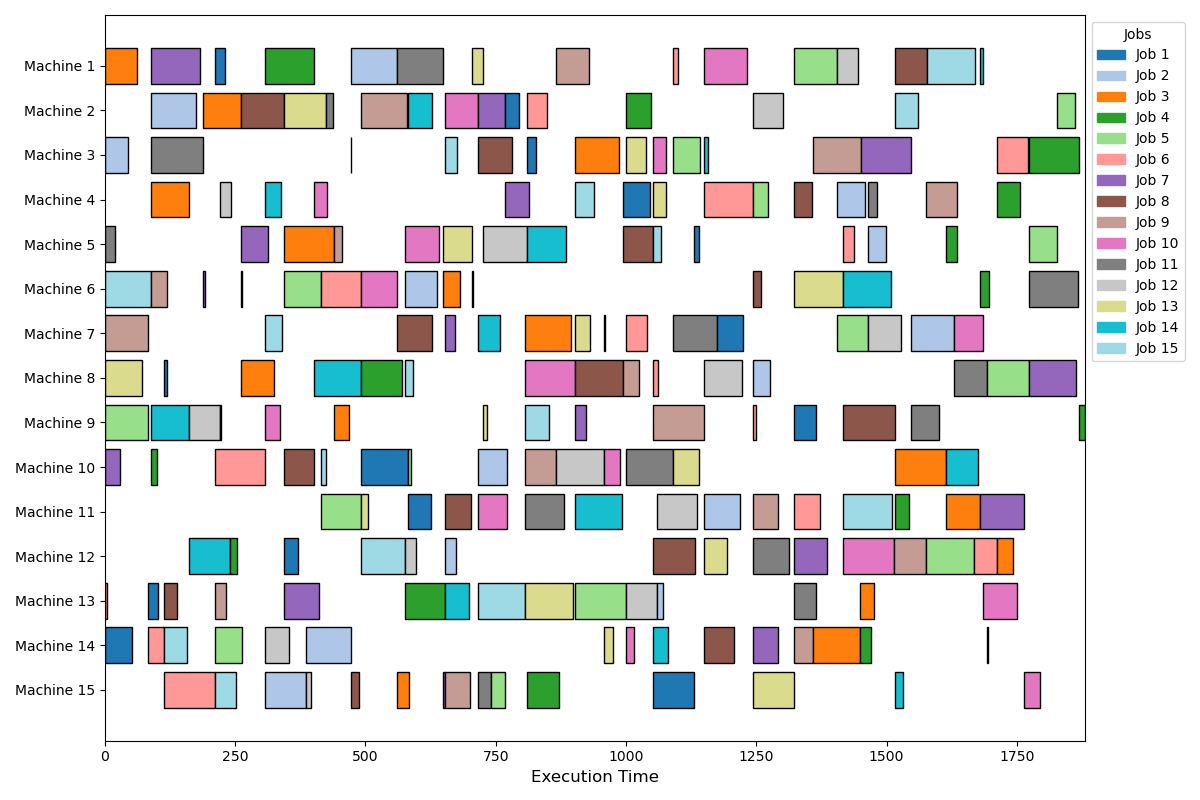 Machine 1
Machine 2
Machine 3
Machine 4
Machine 5
Machine 6
Machine 7
Machine 8
Machine 9
Machine 10
Machine 11
Machine 12
Machine 13
Machine 14
Machine 15
0 250 500 750 1000 1250 1500 1750
Execution Time
Jobs
Job 1
Job 2
Job 3
Job 4
Job 5
Job 6
Job 7
Job 8
Job 9
Job 10
Job 11
Job 12
Job 13
Job 14
Job 15